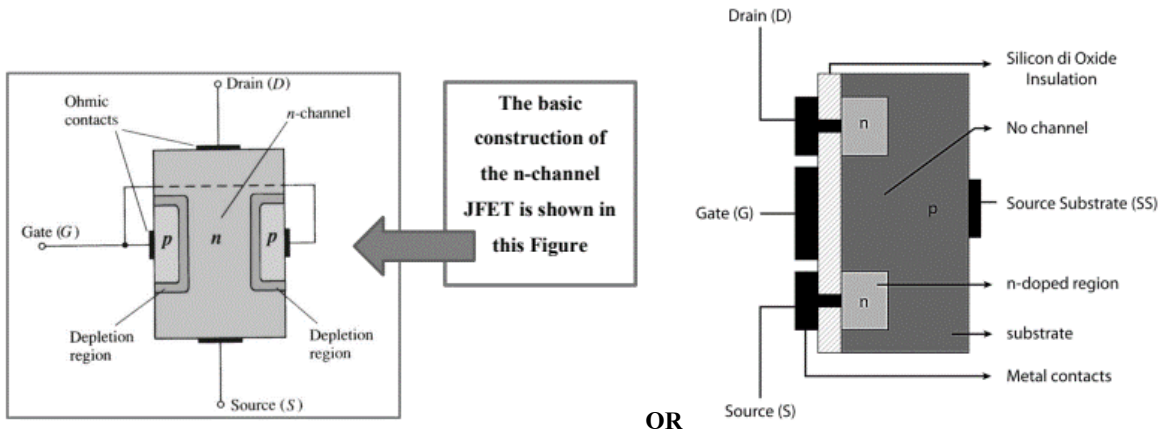 Drain (D)
Ohmic
contacts
n-channel
Gate (G)
p
n
p
Depletion
region
Depletion
region
Source (S)
The basic
construction of
the n-channel
JFET is shown in
this Figure
OR
Drain (D)
Silicon di Oxide
Insulation
n
No channel
Gate (G)
p
Source Substrate (SS)
n-doped region
n
substrate
Metal contacts
Source (S)